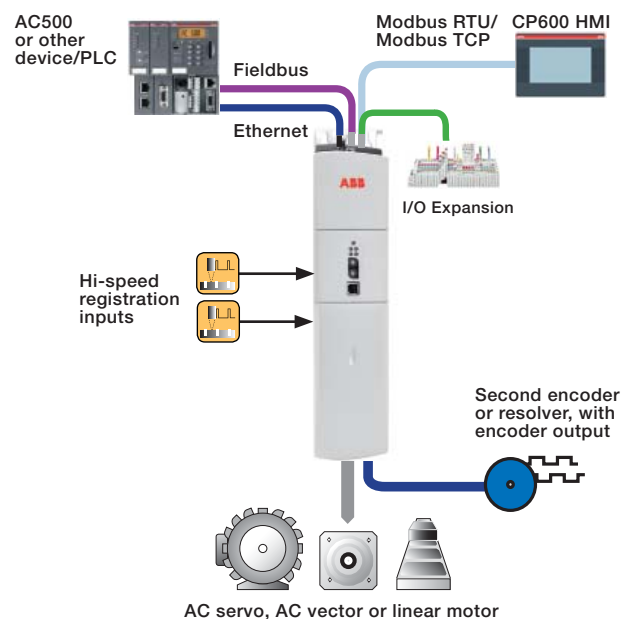 AC500
or other
device/PLC
Modbus RTU/
Modbus TCP
CP600 HMI
Fieldbus
Ethernet
ABB
I/O Expansion
Hi-speed
registration
inputs
Second encoder
or resolver, with
encoder output
AC servo, AC vector or linear motor